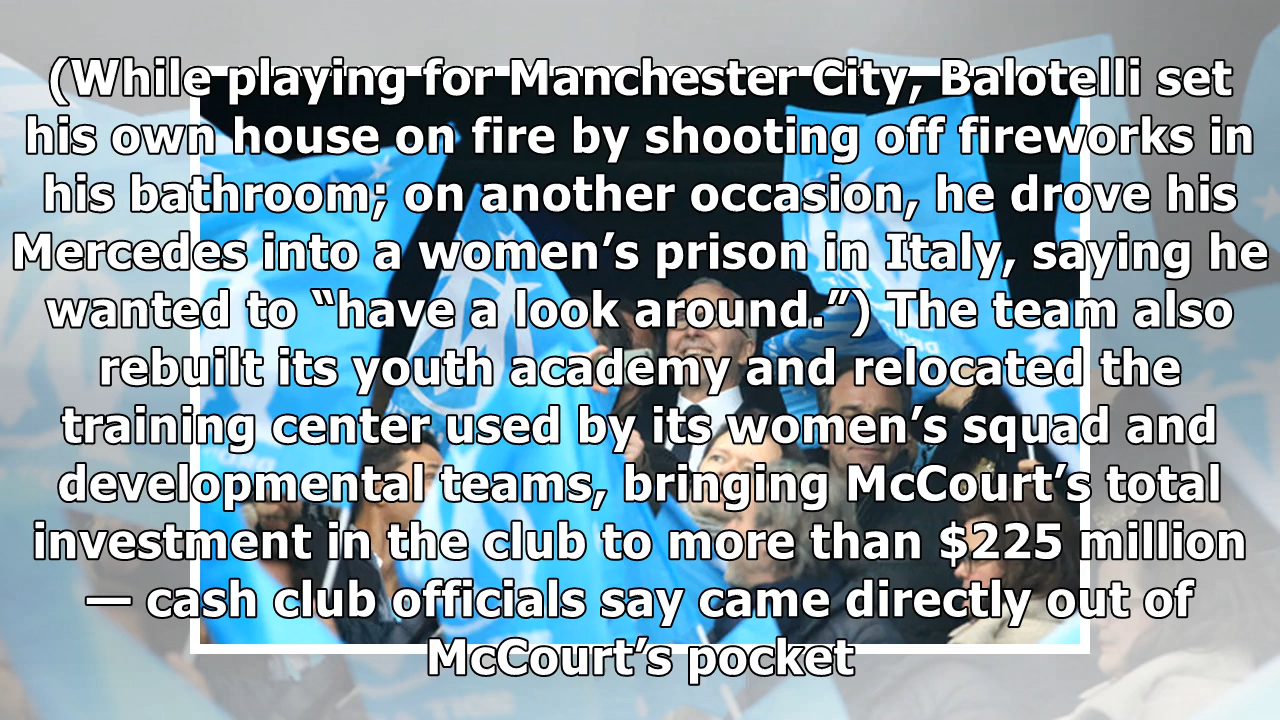 (While playing for Manchester City, Balotelli set
his own house on fire by shooting off fireworks in
his bathroom; on another occasion, he drove his
Mercedes into a women’s prison in Italy, saying he
wanted to “have a look around.”) The team also
rebuilt its youth academy and relocated the
training center used by its women’s squad and
developmental teams, bringing McCourt’s total
investment in the club to more than $225 million
— cash club officials say came directly out of
McCourt’s pocket